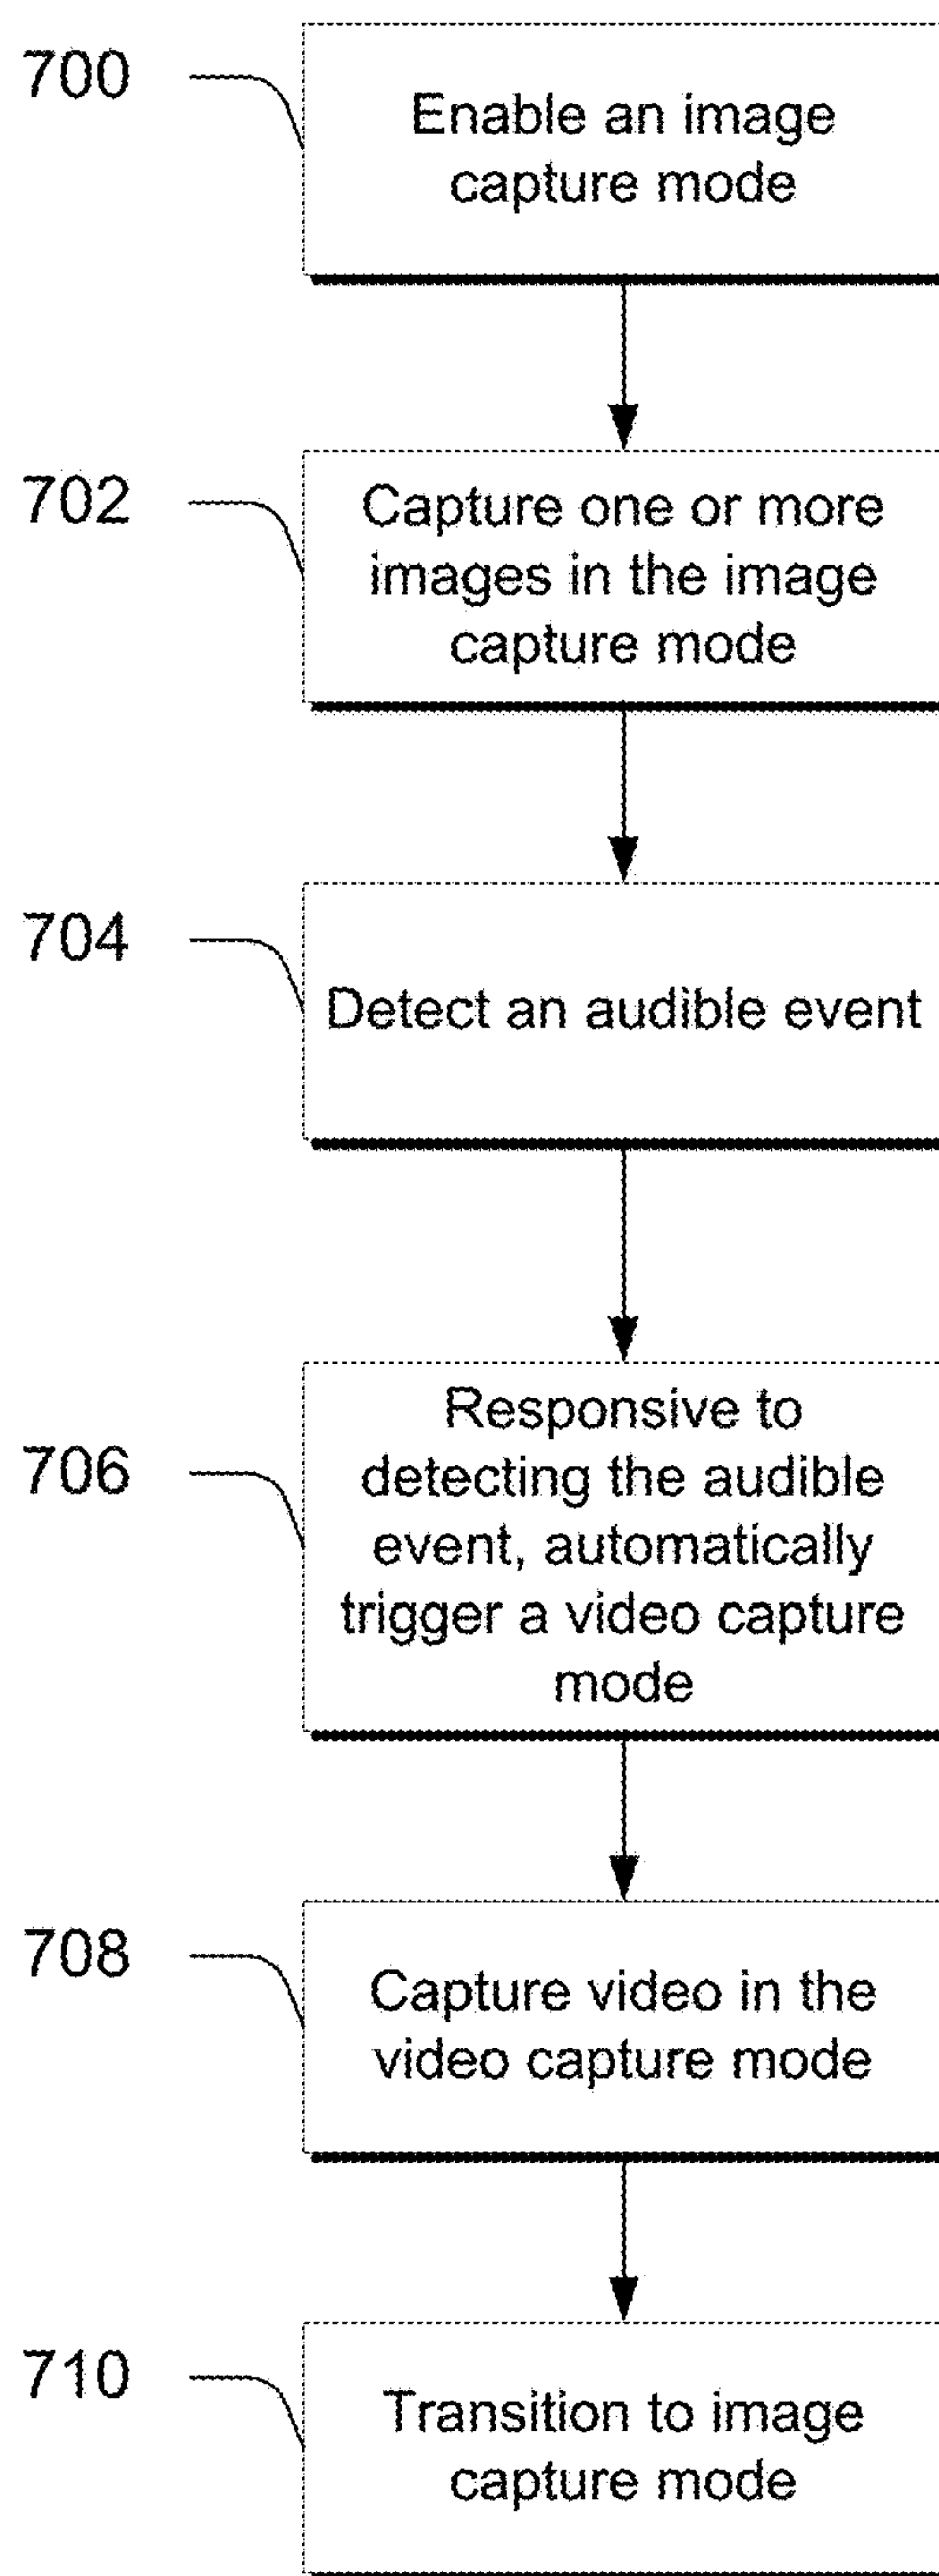 700
Enable an image
capture mode
702
Capture one or more
images in the image
capture mode
704
Detect an audible event
706
Responsive to
detecting the audible
event, automatically
trigger a video capture
mode
708
Capture video in the
video capture mode
710
Transition to image
capture mode